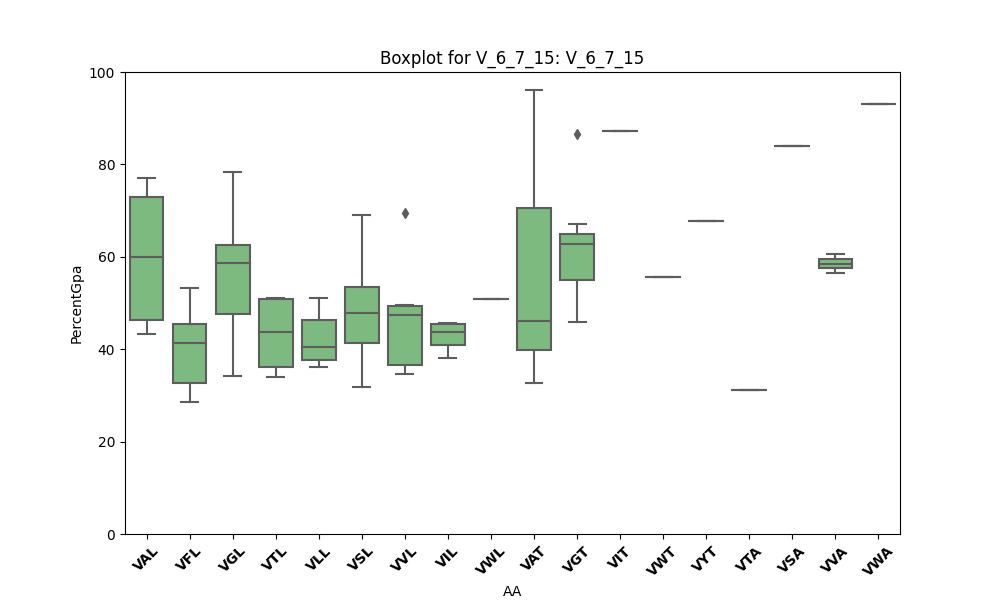 Boxplot for V_6_7_15: V_6_7_15
100
80
60
40
20
0
PercentGpa
VAL VFL VGL VTL VLL VSL VVL VIL VWL VAT VGT VIT VWT VYT VTA VSA VVA VWA
AA